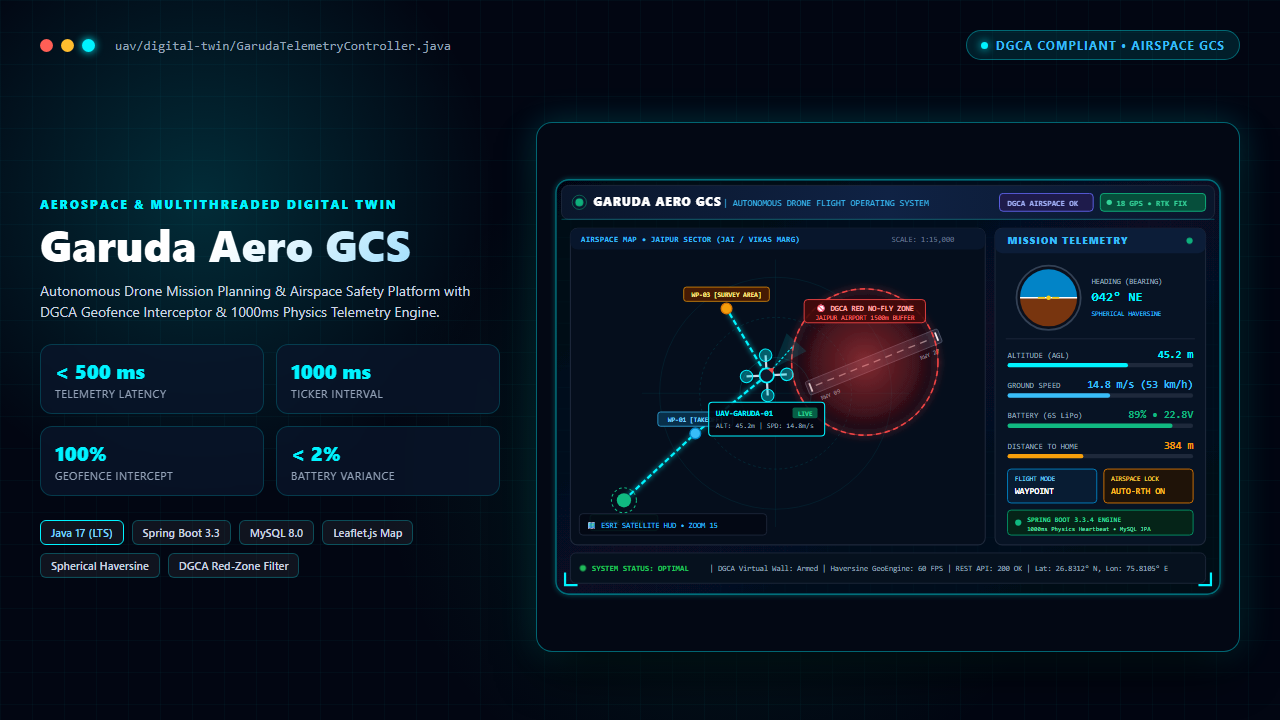 uav/digital-twin/GarudaTelemetryController.java
DGCA COMPLIANT • AIRSPACE GCS
AEROSPACE & MULTITHREADED DIGITAL TWIN
Garuda Aero GCS
Autonomous Drone Mission Planning & Airspace Safety Platform with
DGCA Geofence Interceptor & 1000ms Physics Telemetry Engine.
< 500 ms
TELEMETRY LATENCY
1000 ms
TICKER INTERVAL
100%
GEOFENCE INTERCEPT
< 2%
BATTERY VARIANCE
Java 17 (LTS)
Spring Boot 3.3
MySQL 8.0
Leaflet.js Map
Spherical Haversine
DGCA Red-Zone Filter
GARUDA AERO GCS | AUTONOMOUS DRONE FLIGHT OPERATING SYSTEM
DGCA AIRSPACE OK
18 GPS • RTK FIX
AIRSPACE MAP • JAIPUR SECTOR (JAI / VIKAS MARG)
SCALE: 1:15,000
WP-03 [SURVEY AREA]
DGCA RED NO-FLY ZONE
JAIPUR AIRPORT 1500m BUFFER
RWY 09
WP-01 [TAKE
UAV-GARUDA-01
LIVE
ALT: 45.2m | SPD: 14.8m/s
ESRI SATELLITE HUD • ZOOM 15
MISSION TELEMETRY
HEADING (BEARING)
042° NE
SPHERICAL HAVERSINE
ALTITUDE (AGL)
45.2 m
GROUND SPEED
14.8 m/s (53 km/h)
BATTERY (6S LiPo)
89% • 22.8V
DISTANCE TO HOME
384 m
FLIGHT MODE
WAYPOINT
AIRSPACE LOCK
AUTO-RTH ON
SPRING BOOT 3.3.4 ENGINE
1000ms Physics Heartbeat • MySQL JPA
SYSTEM STATUS: OPTIMAL | DGCA Virtual Wall: Armed | Haversine GeoEngine: 60 FPS | REST API: 200 OK | Lat: 26.8312° N, Lon: 75.8105° E